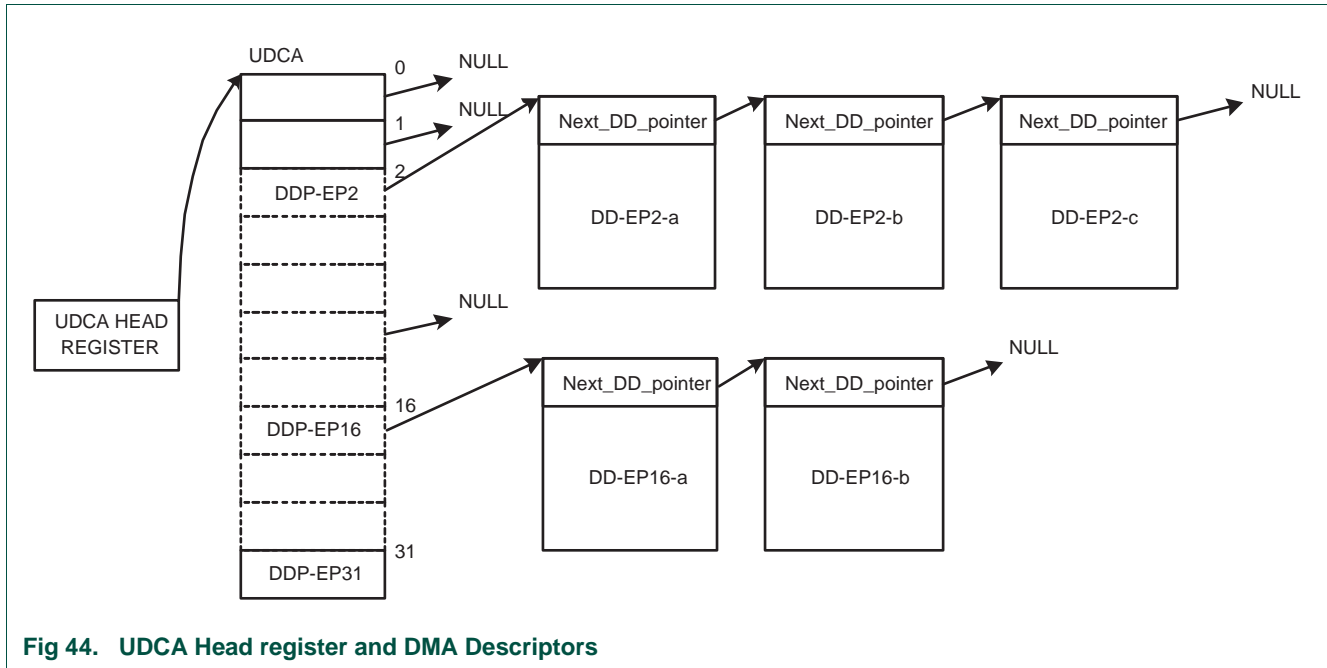 UDCA
0
NULL
1
NULL
NULL
Next_DD_pointer
Next_DD_pointer
Next_DD_pointer
2
DDP-EP2
DD-EP2-a
DD-EP2-b
DD-EP2-c
NULL
UDCA HEAD
REGISTER
NULL
Next_DD_pointer
Next_DD_pointer
16
DDP-EP16
DD-EP16-a
DD-EP16-b
31
DDP-EP31
Fig 44. UDCA Head register and DMA Descriptors